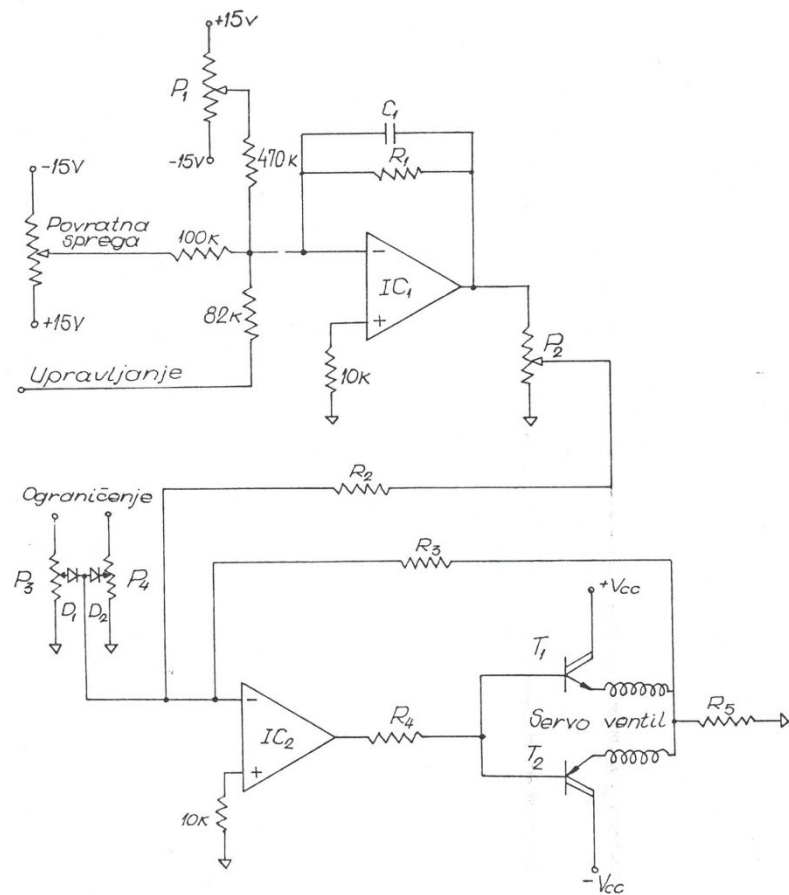 +15V
P1
-15V
470K
C1
R1
-15V
Povratna
sprega
100K
+15V
82K
IC1
10K
P2
Upravljanje
R2
Ograničenje
R3
P3
P4
D1
D2
+Vcc
T1
R4
Servo ventil
R5
IC2
T2
10K
-Vcc